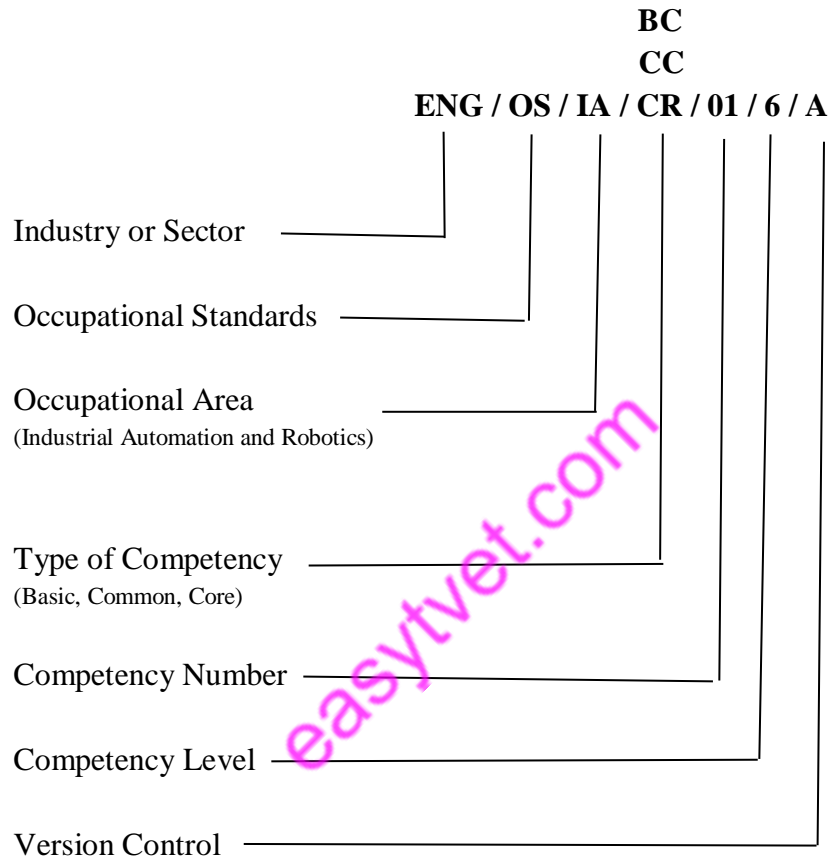 BC
CC
ENG / OS / IA / CR / 01 / 6 / A
Industry or Sector
Occupational Standards
Occupational Area
(Industrial Automation and Robotics)
Type of Competency
(Basic, Common, Core)
Competency Number
Competency Level
Version Control
easytvet.com